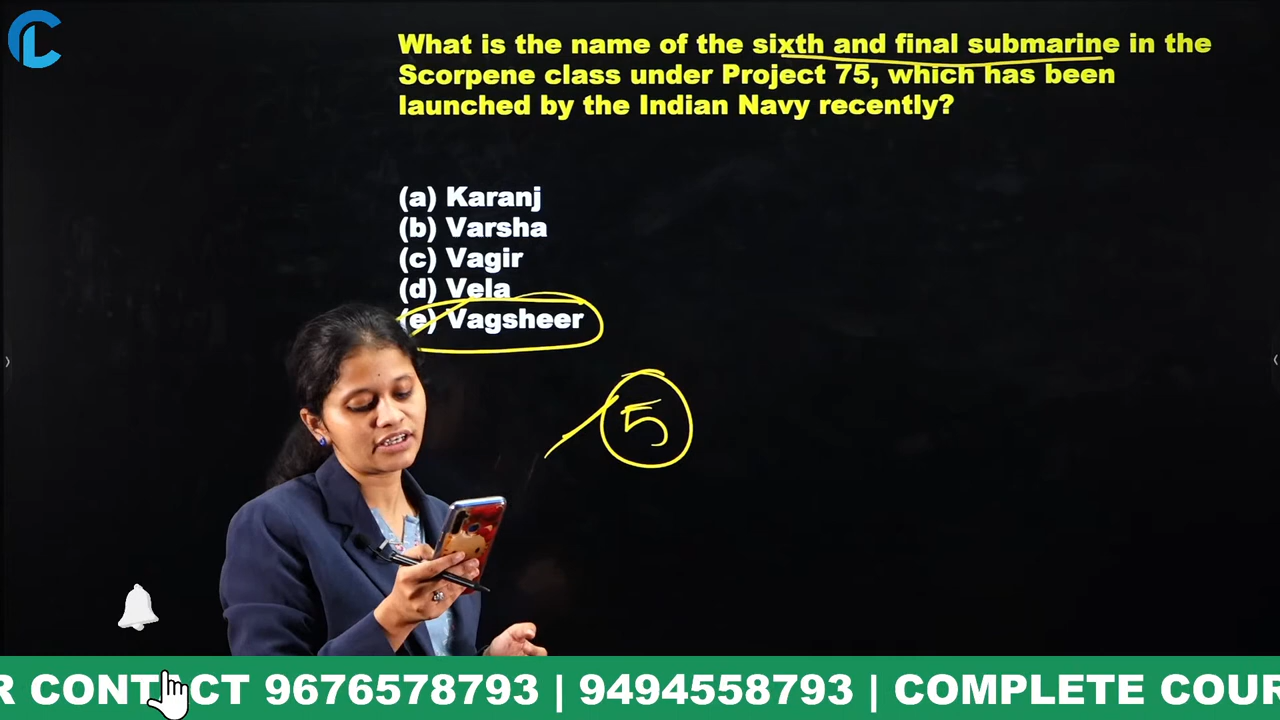 What is the name of the sixth and final submarine in the
Scorpene class under Project 75, which has been
launched by the Indian Navy recently?
(a) Karanj
(b) Varsha
(c) Vagir
(d) Vela
(e) Vagsheer
5
R CONTACT 9676578793 | 9494558793 | COMPLETE COUR